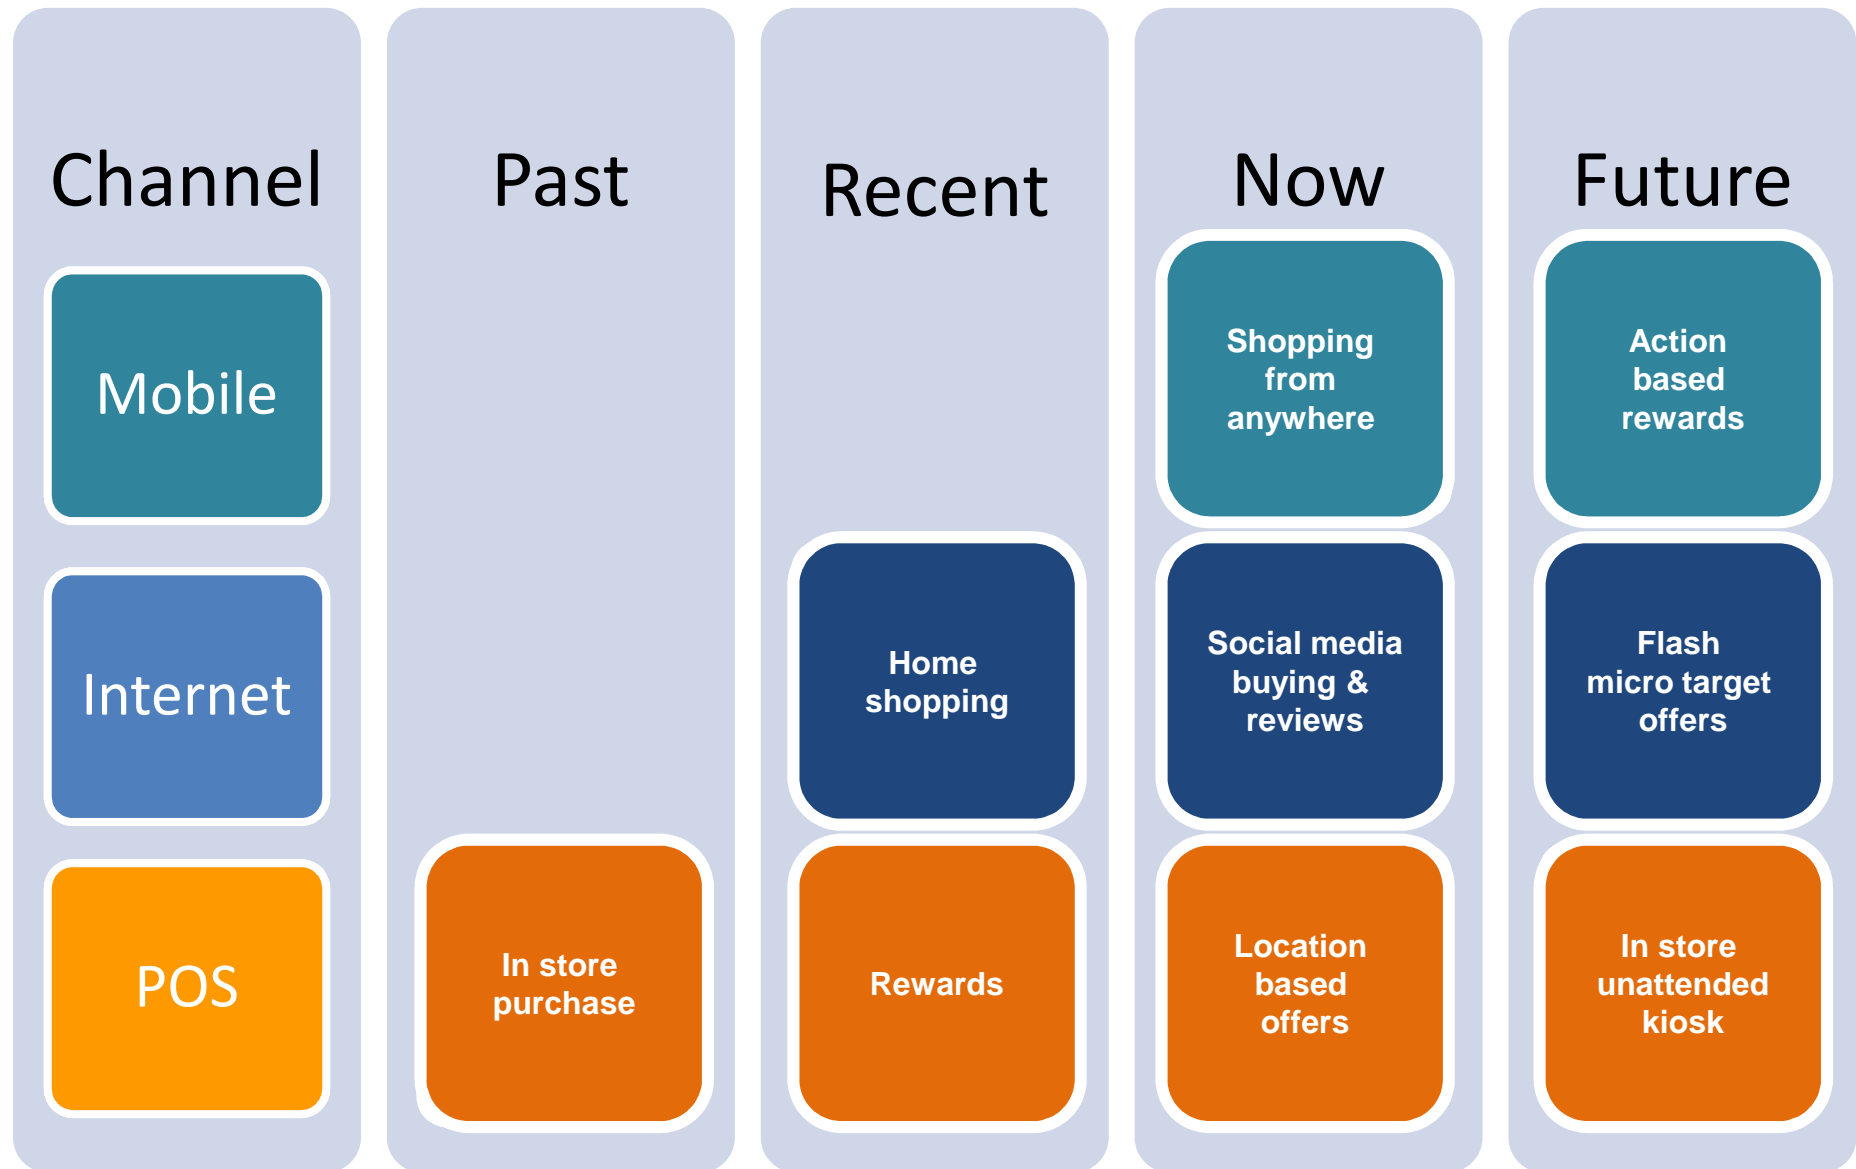 Channel
Past
Recent
Now
Future
Mobile
Shopping
from
anywhere
Action
based
rewards
Internet
Home
shopping
Social media
buying &
reviews
Flash
micro target
offers
POS
In store
purchase
Rewards
Location
based
offers
In store
unattended
kiosk